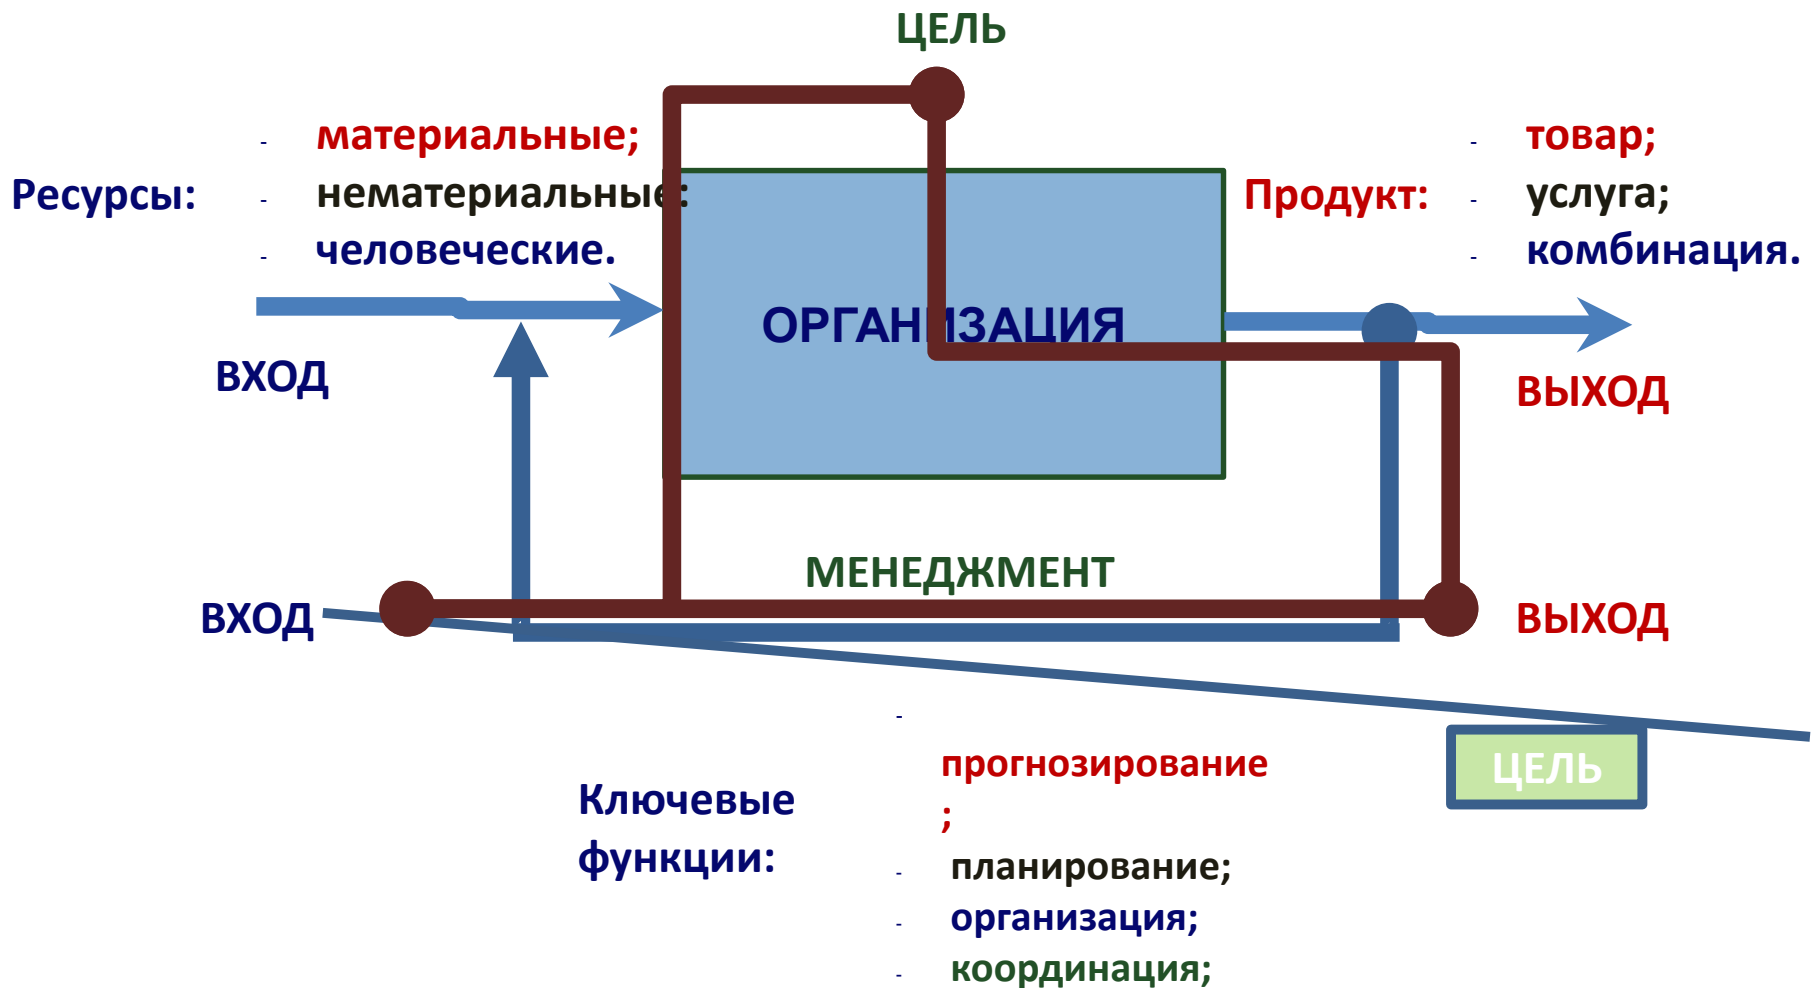 ЦЕЛЬ
Ресурсы:
- материальные;
- нематериальные:
- человеческие.
Продукт:
- товар;
- услуга;
- комбинация.
ОРГАНИЗАЦИЯ
ВХОД
ВЫХОД
МЕНЕДЖМЕНТ
ВХОД
ВЫХОД
ЦЕЛЬ
Ключевые
функции:
-
прогнозирование
;
- планирование;
- организация;
- координация;